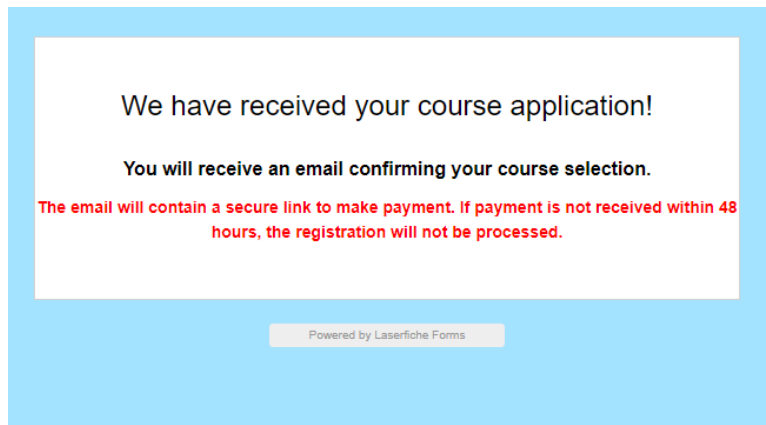 We have received your course application!
You will receive an email confirming your course selection.
The email will contain a secure link to make payment. If payment is not received within 48
hours, the registration will not be processed.
Powered by Laserfiche Forms